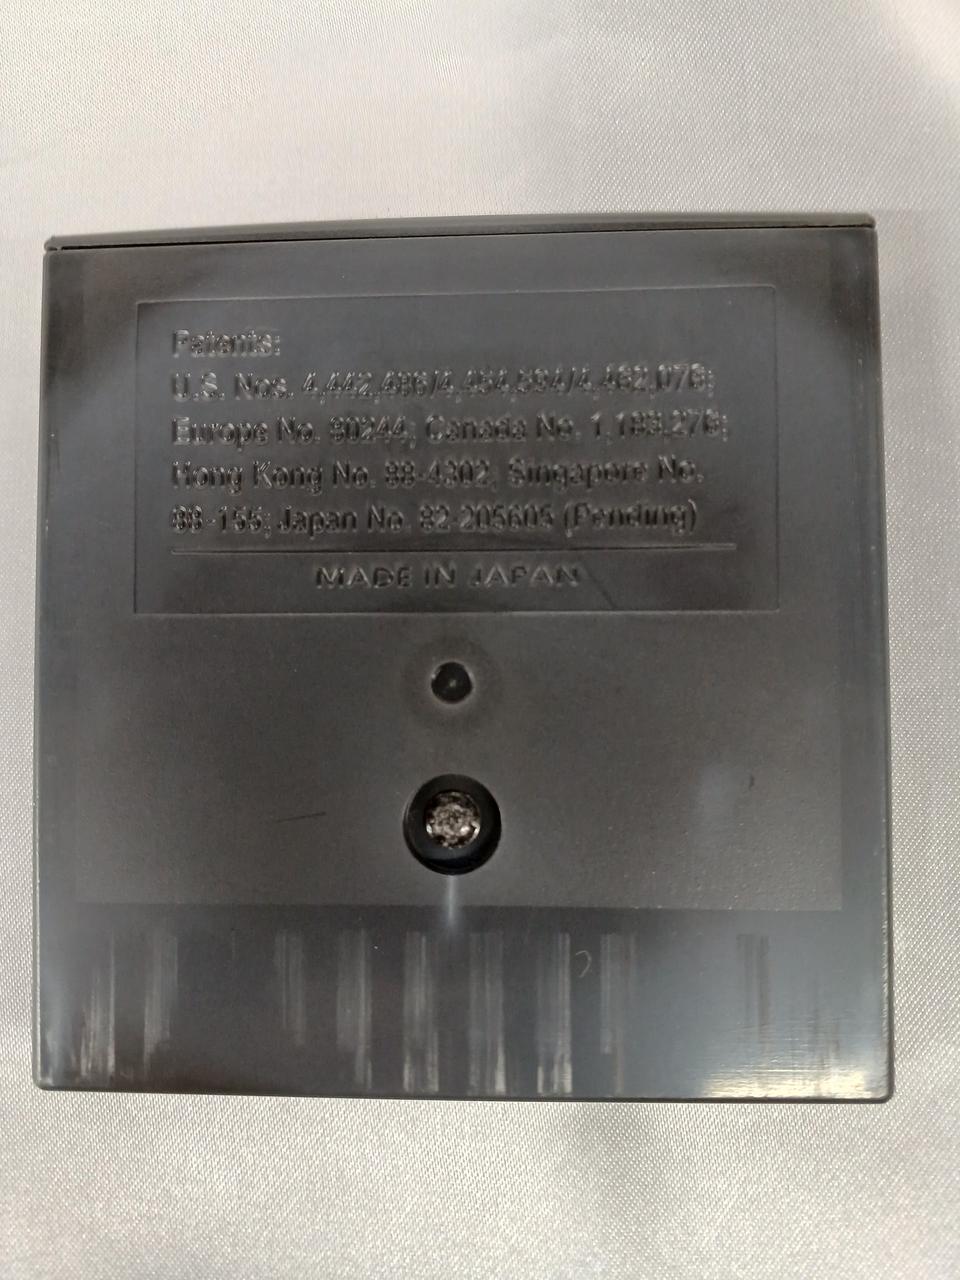 Patents:
U.S. Nos. 4,442,486/4,454,594/4,462,076;
Europe No. 80244; Canada No. 1,183,276;
Hong Kong No. 88-4302; Singapore No.
88-155; Japan No. 82-205605 (Pending)
MADE IN JAPAN